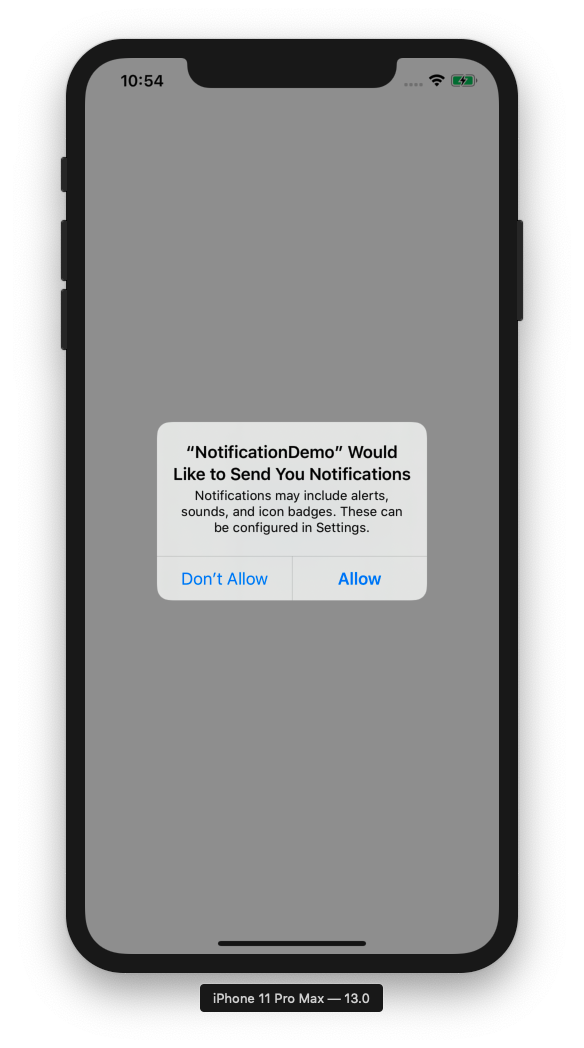 10:54
“NotificationDemo” Would
Like to Send You Notifications
Notifications may include alerts,
sounds, and icon badges. These can
be configured in Settings.
Don’t Allow
Allow
iPhone 11 Pro Max — 13.0